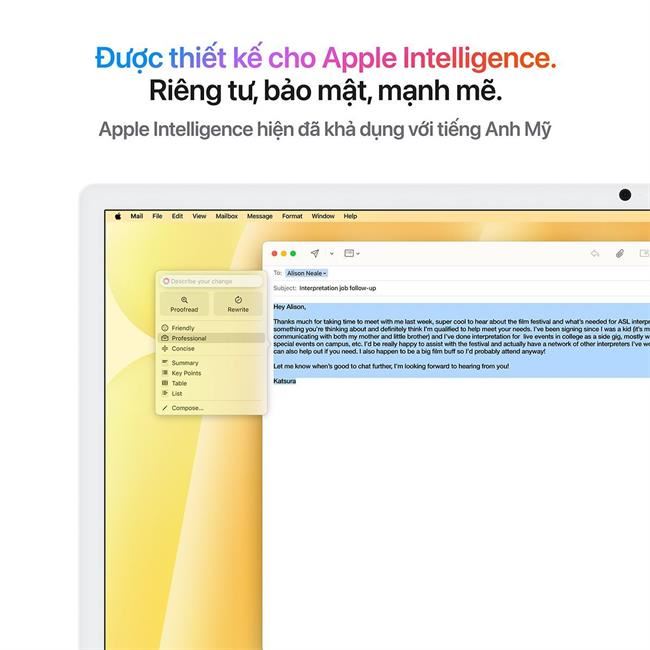 Được thiết kế cho Apple Intelligence.
Riêng tư, bảo mật, mạnh mẽ.
Apple Intelligence hiện đã khả dụng với tiếng Anh Mỹ
Mail File Edit View Mailbox Message Format Window Help
To: Alison Neale
Subject: Interpretation job follow-up
Describe your change
Proofread Rewrite
Friendly
Professional
Concise
Summary
Key Points
Table
List
Compose...
Hey Alison,
Thanks much for taking time to meet with me last week, super cool to hear about the film festival and what's needed for ASL interpr
something you're thinking about and definitely think I'm qualified to help meet your needs. I've been signing since I was a kid (it's m
communicating with both my mother and little brother) and I've done interpretation for live events in college as a side gig, mostly w
special events on campus, etc. I'd be really happy to assist with the festival and actually have a network of other interpreters I've wo
can also help out if you need. I also happen to be a big film buff so I'd probably attend anyway!
Let me know when's good to chat further, I'm looking forward to hearing from you!
Katsura